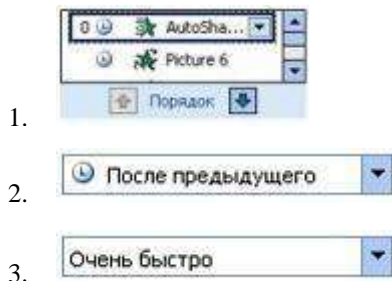 0 AutoSha...
Picture 6
Порядок
1.
После предыдущего
2.
Очень быстро
3.